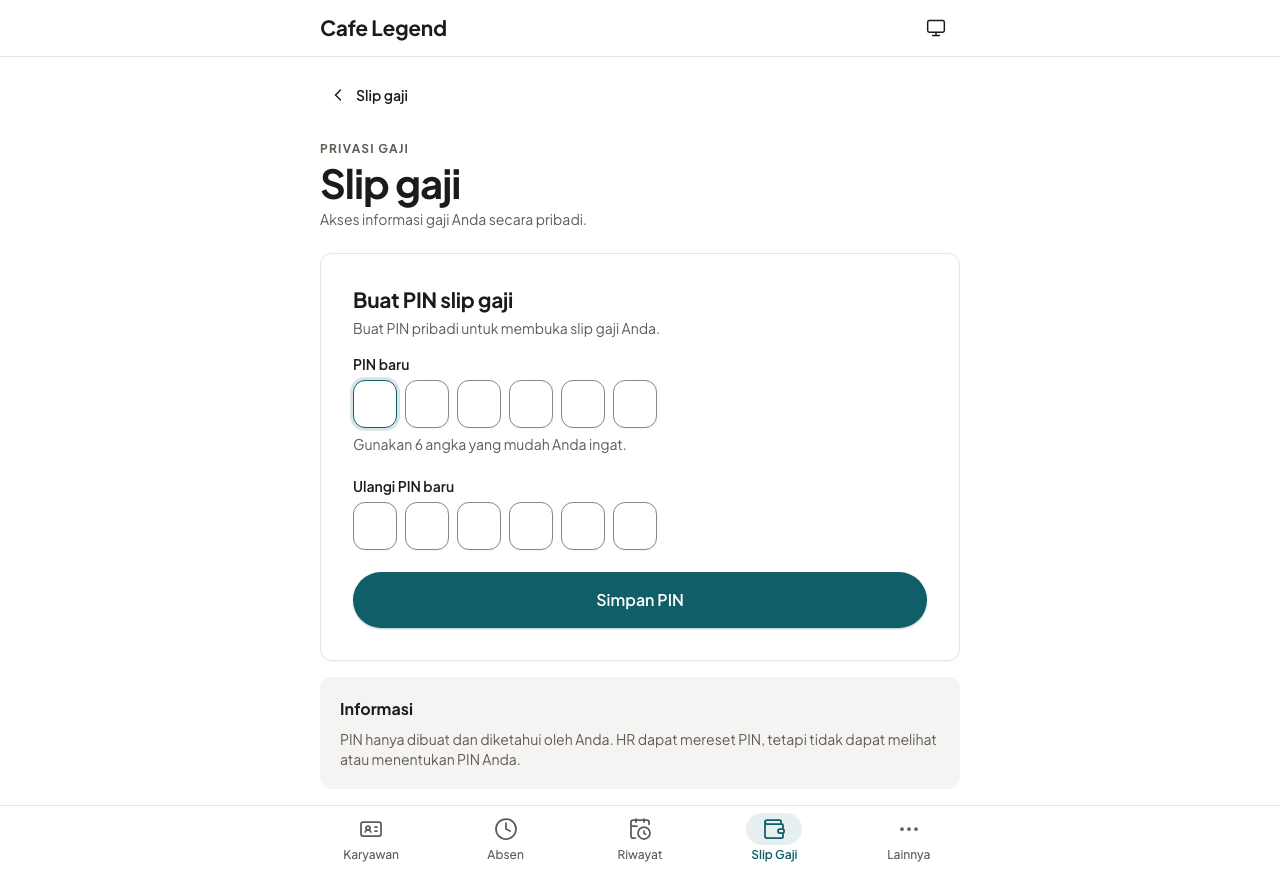 Cafe Legend
Slip gaji
PRIVASI GAJI
Slip gaji
Akses informasi gaji Anda secara pribadi.
Buat PIN slip gaji
Buat PIN pribadi untuk membuka slip gaji Anda.
PIN baru
Gunakan 6 angka yang mudah Anda ingat.
Ulangi PIN baru
Simpan PIN
Informasi
PIN hanya dibuat dan diketahui oleh Anda. HR dapat mereset PIN, tetapi tidak dapat melihat
atau menentukan PIN Anda.
Karyawan
Absen
Riwayat
Slip Gaji
Lainnya